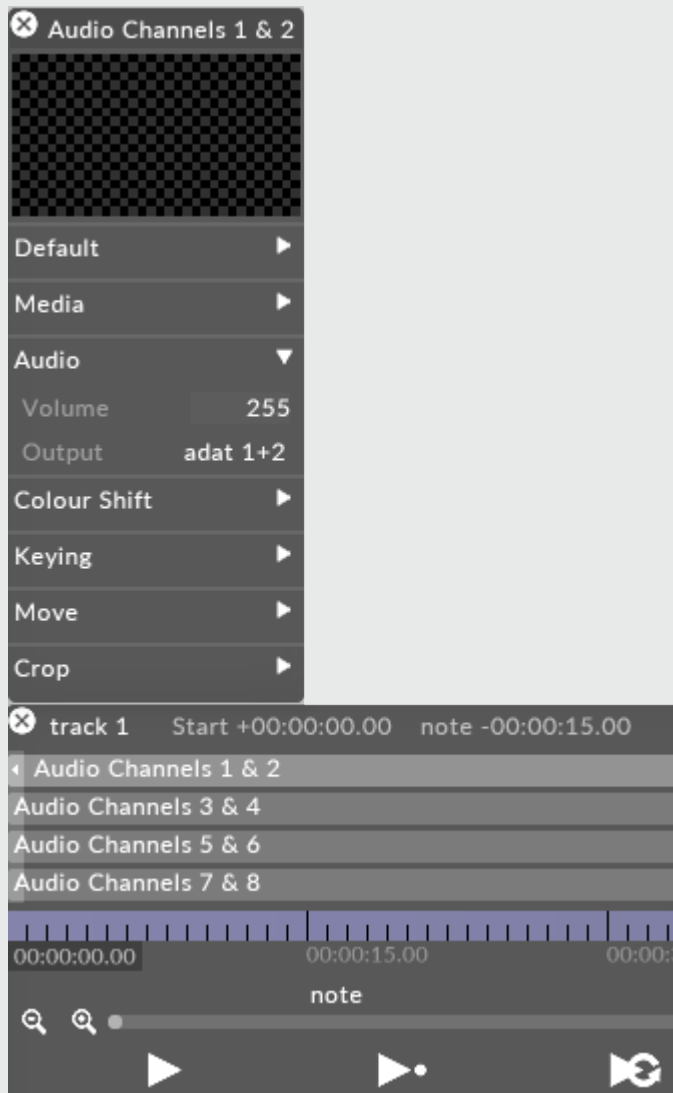 Audio Channels 1 & 2
Default
Media
Audio
Volume 255
Output adat 1+2
Colour Shift
Keying
Move
Crop
track 1 Start +00:00:00.00 note -00:00:15.00
Audio Channels 1 & 2
Audio Channels 3 & 4
Audio Channels 5 & 6
Audio Channels 7 & 8
00:00:00.00 00:00:15.00 00:00:
note